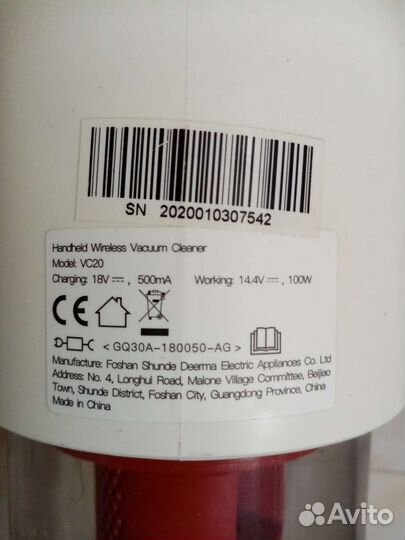 SN 2020010307542
Handheld Wireless Vacuum Cleaner
Model: VC20
Charging: 18V⎓, 500mA Working: 14.4V⎓, 100W
CE
<GQ30A-180050-AG>
Manufacture: Foshan Shunde Deerma Electric Appliances Co. Ltd
Address: No. 4, Longhui Road, Malone Village Committee, Beijiao
Town, Shunde District, Foshan City, Guangdong Province, China
Made in China
Avito